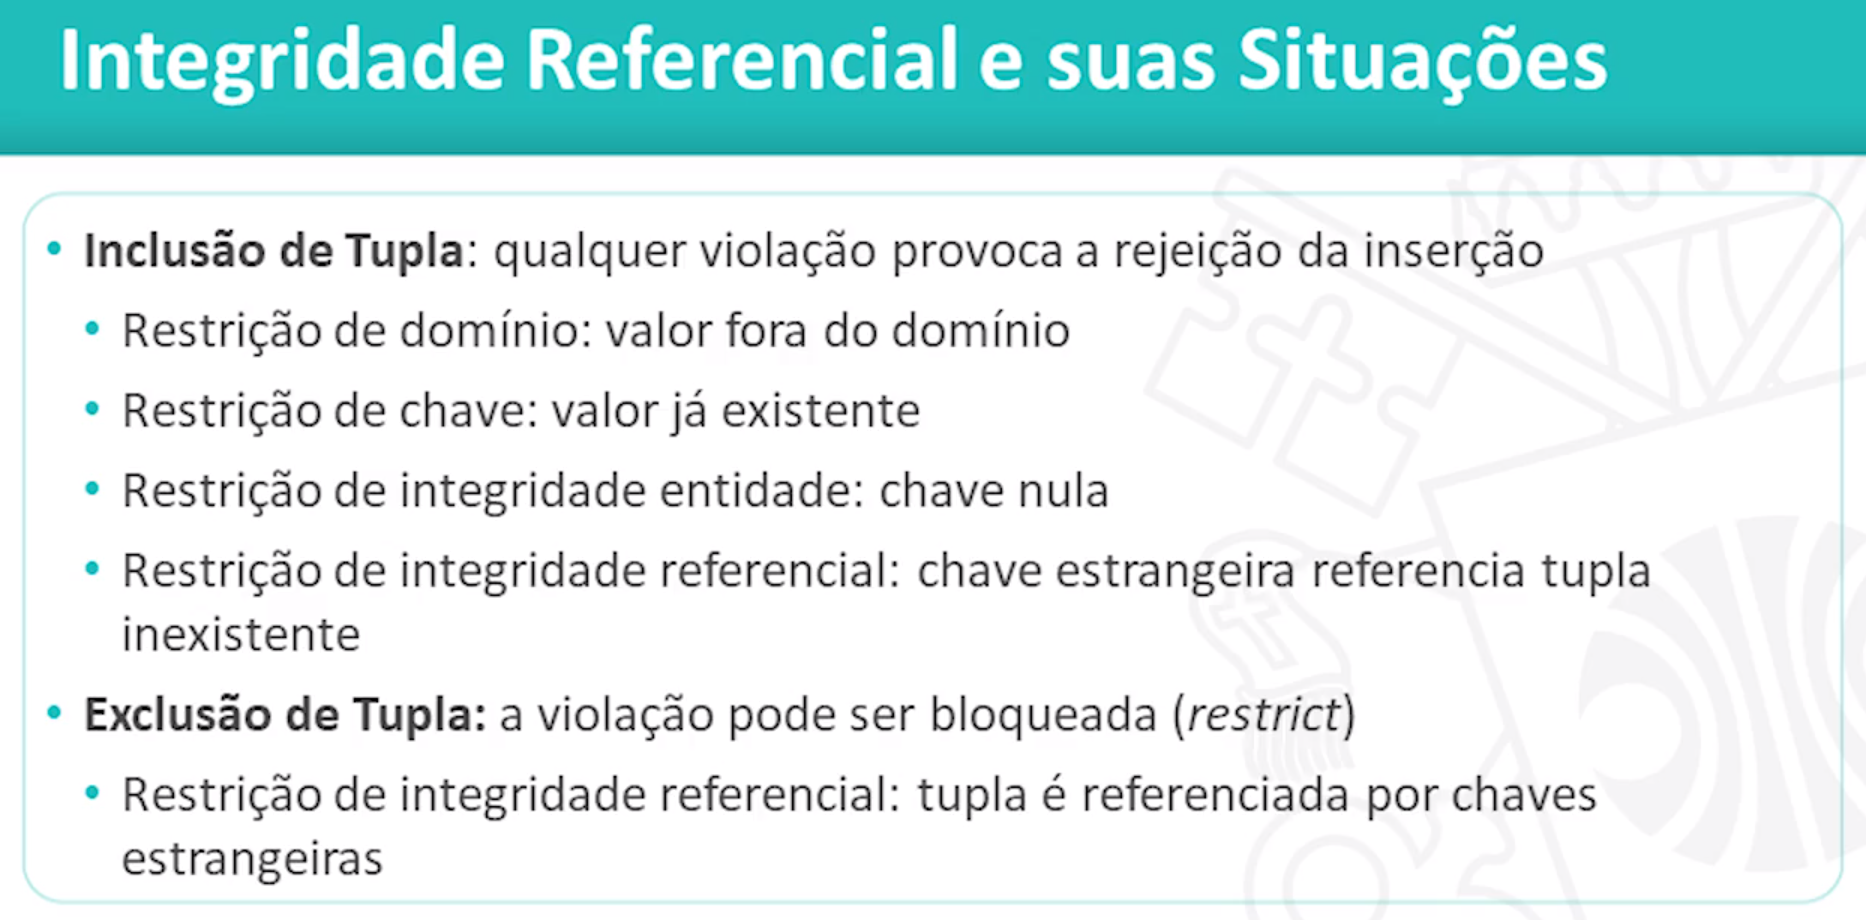 Integridade Referencial e suas Situações
• Inclusão de Tupla: qualquer violação provoca a rejeição da inserção
• Restrição de domínio: valor fora do domínio
• Restrição de chave: valor já existente
• Restrição de integridade entidade: chave nula
• Restrição de integridade referencial: chave estrangeira referencia tupla
inexistente
• Exclusão de Tupla: a violação pode ser bloqueada (restrict)
• Restrição de integridade referencial: tupla é referenciada por chaves
estrangeiras